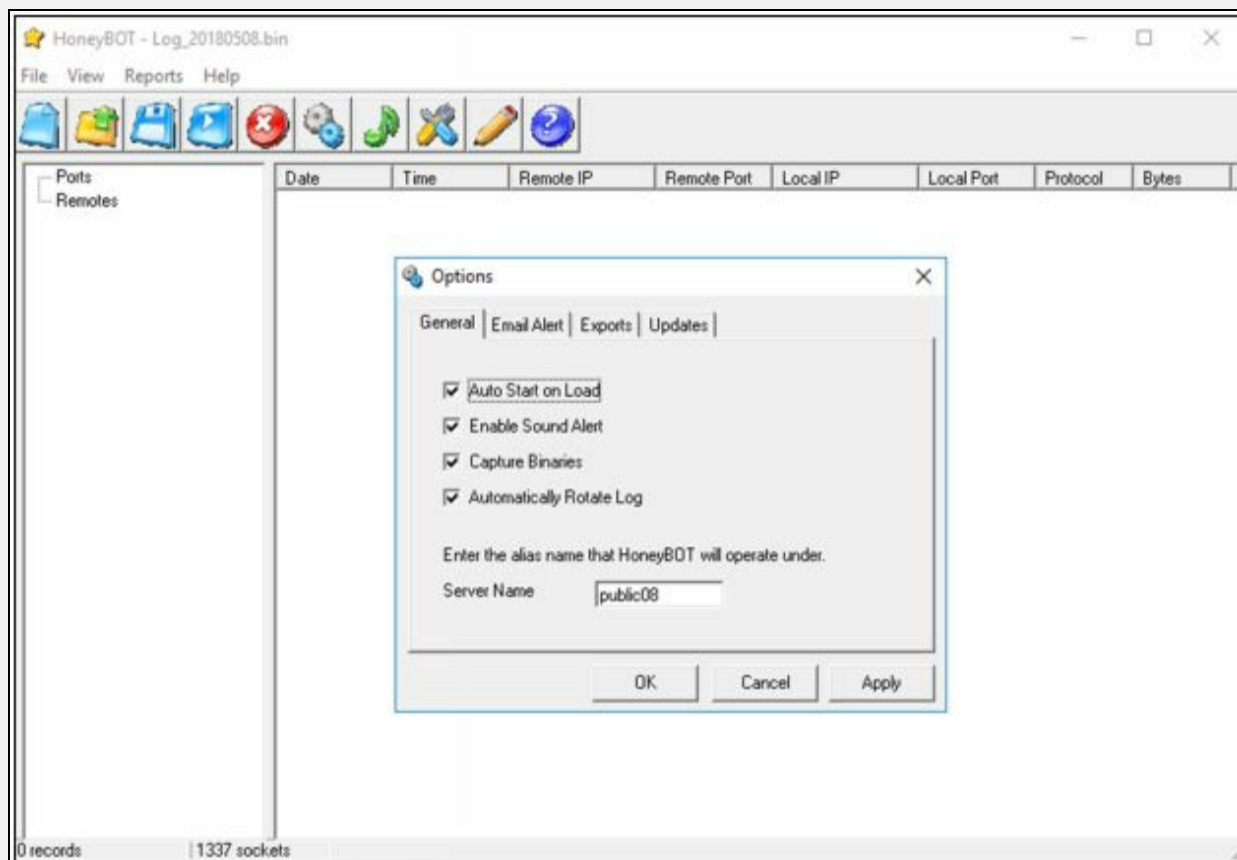 HoneyBOT - Log_20180508.bin
File View Reports Help
Ports
Remotes
Date Time Remote IP Remote Port Local IP Local Port Protocol Bytes
Options
General Email Alert Exports Updates
Auto Start on Load
Enable Sound Alert
Capture Binaries
Automatically Rotate Log
Enter the alias name that HoneyBOT will operate under.
Server Name public08
OK Cancel Apply
0 records 1337 sockets